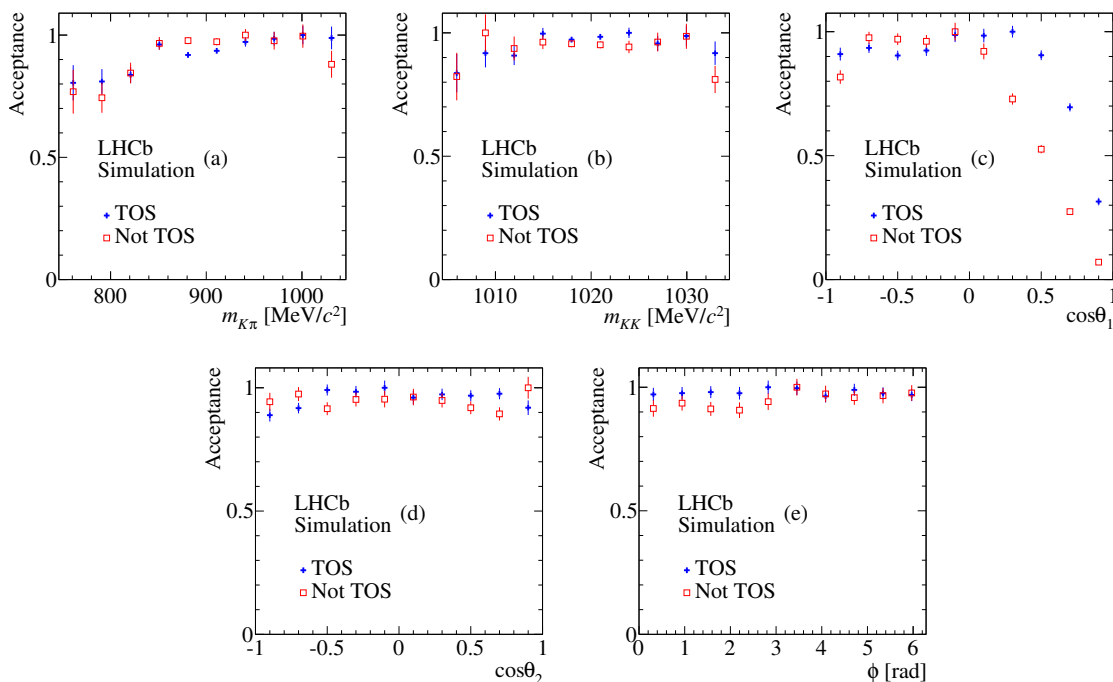 Acceptance
1
0.5
0
LHCb
Simulation
(a)
TOS
Not TOS
800
900
1000
m_{Kπ} [MeV/c²]
Acceptance
1
0.5
0
LHCb
Simulation
(b)
TOS
Not TOS
1010
1020
1030
m_{KK} [MeV/c²]
Acceptance
1
0.5
0
LHCb
Simulation
(c)
TOS
Not TOS
-1
-0.5
0
0.5
1
cosθ₁
Acceptance
1
0.5
0
LHCb
Simulation
(d)
TOS
Not TOS
-1
-0.5
0
0.5
1
cosθ₂
Acceptance
1
0.5
0
LHCb
Simulation
(e)
TOS
Not TOS
0
1
2
3
4
5
6
ϕ [rad]